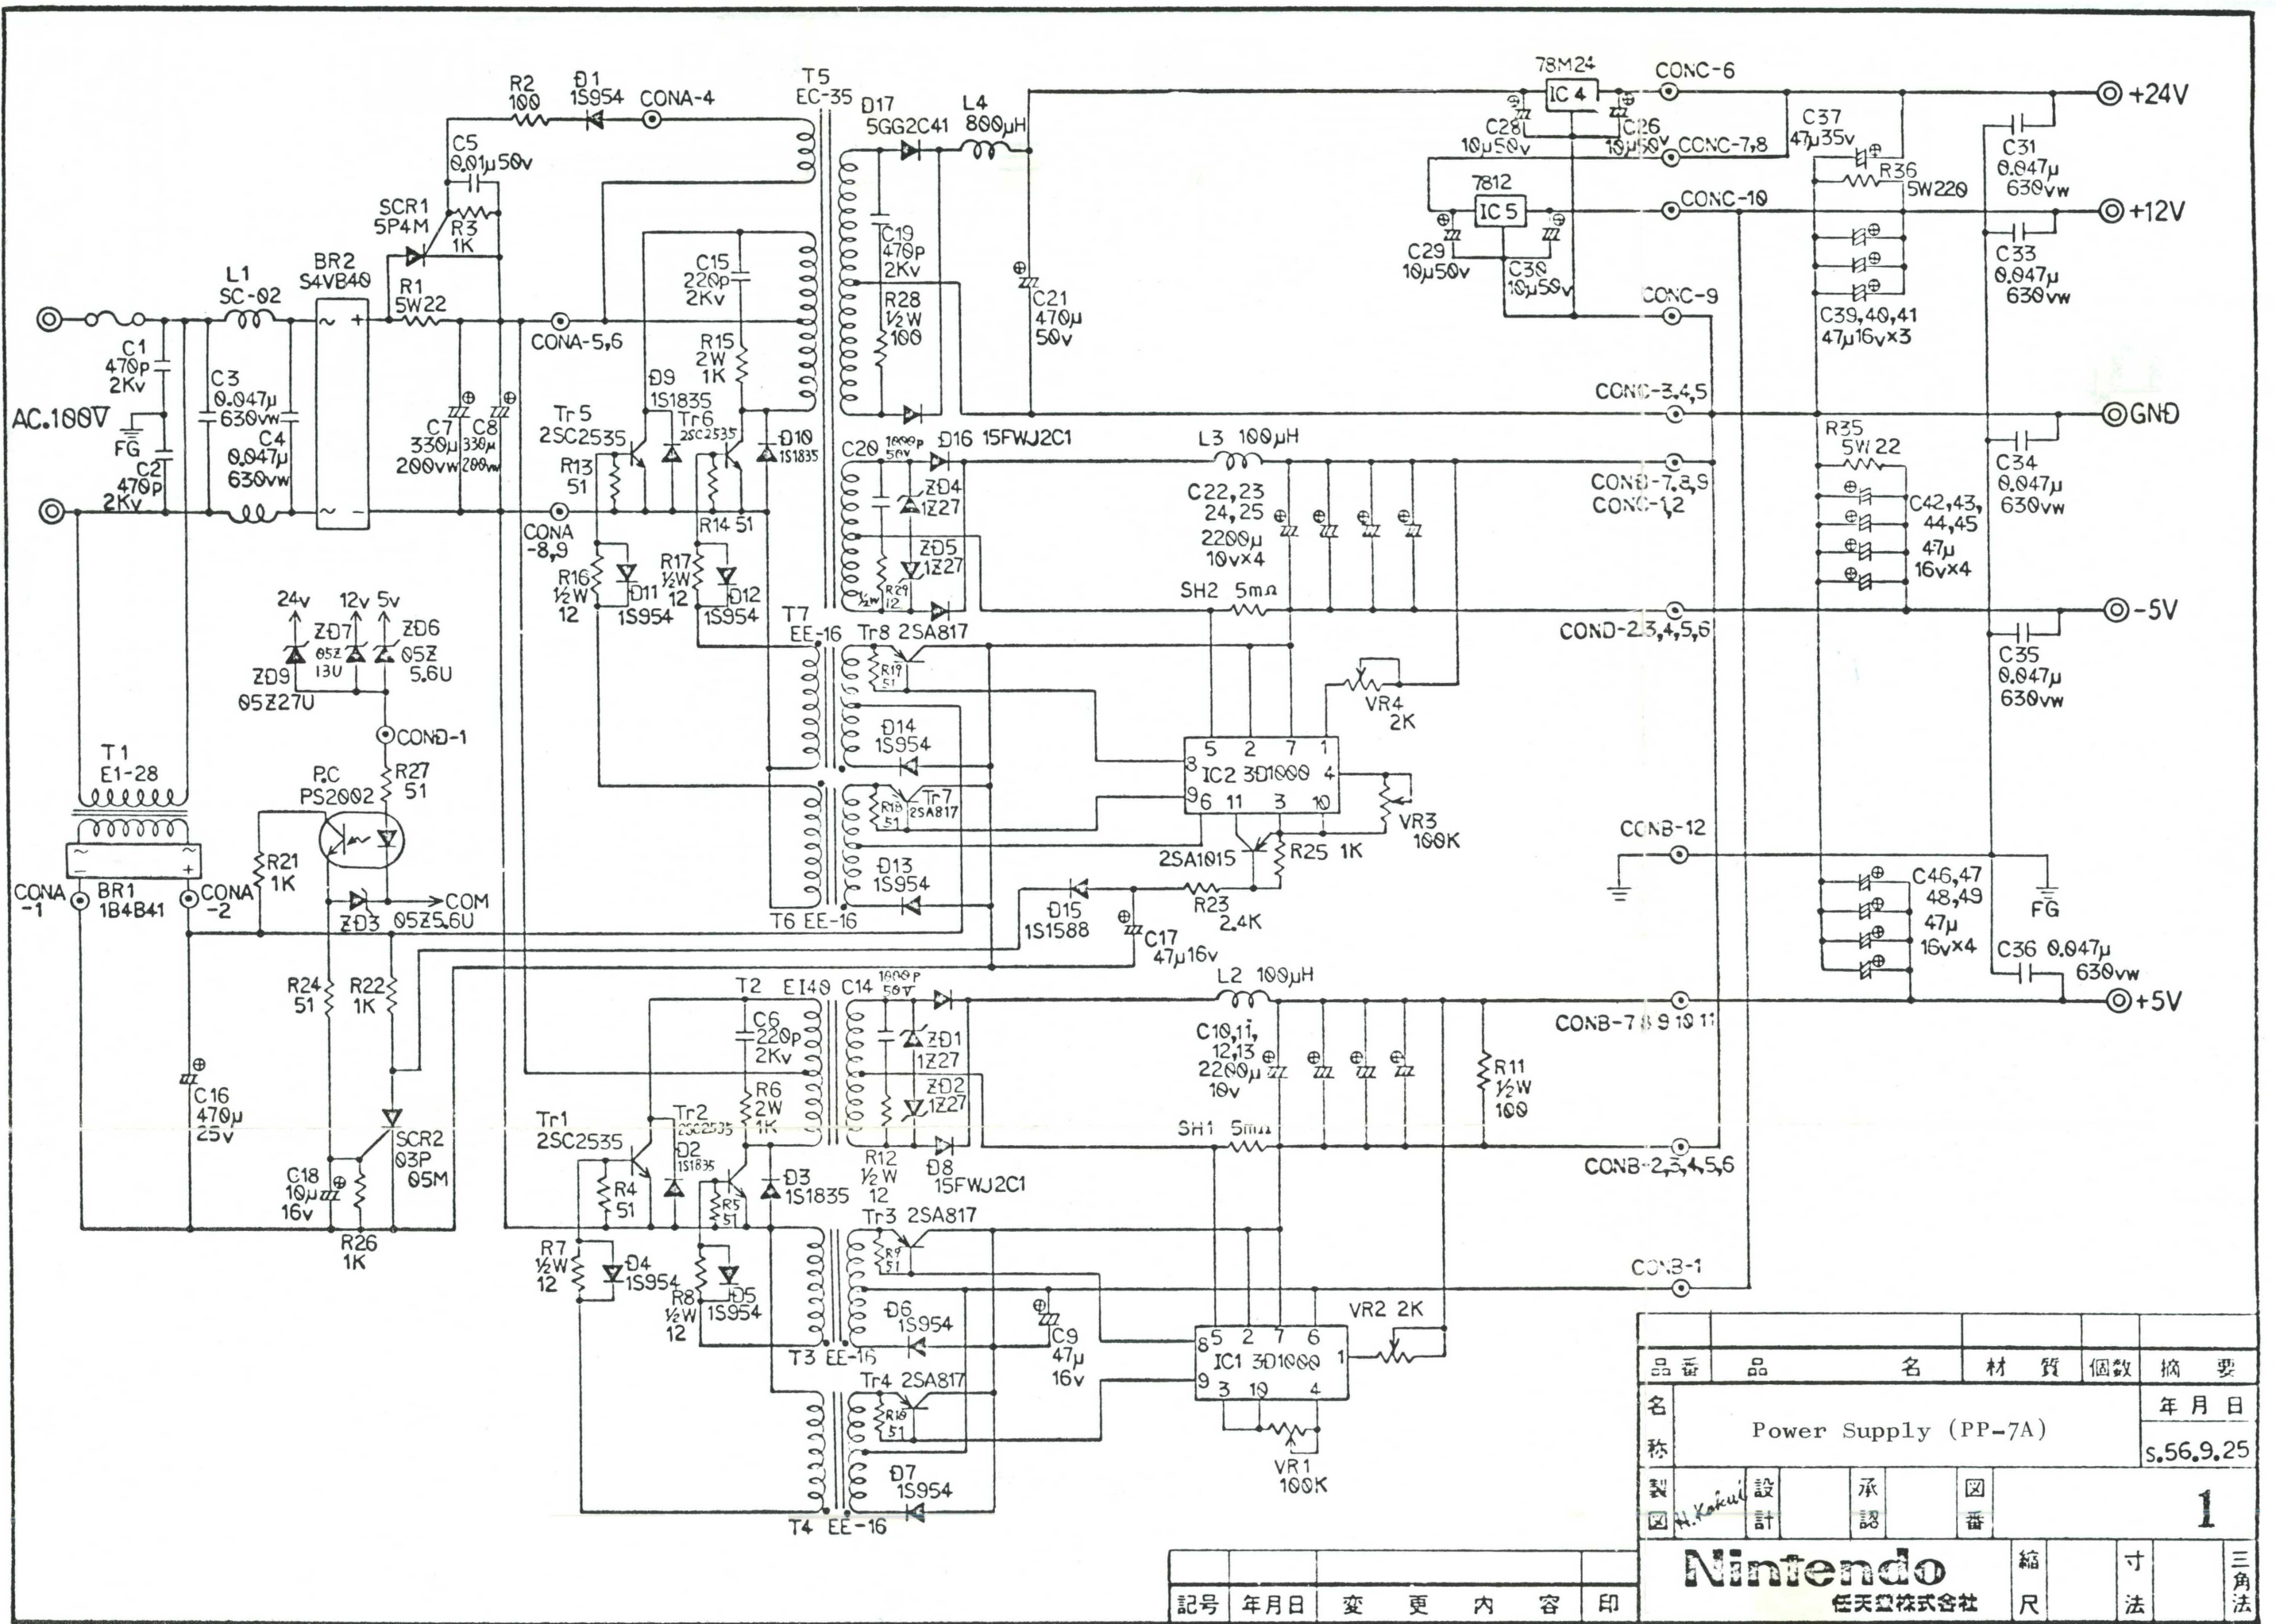 R2
100
D1
1S954
CONA-4
T5
EC-35
D17
5GG2C41
L4
800μH
78M24
IC4
CONC-6
+24V
C5
0.01μ50v
C28
10μ50v
C26
10μ50v
C37
47μ35v
CONC-7,8
C31
0.047μ
630vw
R36
5W220
SCR1
5P4M
R3
1K
7812
IC5
CONC-10
+12V
C19
470p
2Kv
C29
10μ50v
C30
10μ50v
C33
0.047μ
630vw
L1
SC-02
BR2
S4VB40
R1
5W22
C15
220p
2Kv
R28
½W
100
C21
470μ
50v
CONC-9
C39,40,41
47μ16v×3
~
+
CONA-5,6
C1
470p
2Kv
C3
0.047μ
630vw
R15
2W
1K
AC.100V
FG
C2
470p
2Kv
C4
0.047μ
630vw
C7
330μ
200vw
C8
330μ
200vw
D9
1S1835
Tr5
2SC2535
Tr6
2SC2535
D10
1S1835
CONC-3,4,5
GND
R13
51
R14 51
C20
1000p
50v
D16 15FWJ2C1
L3 100μH
R35
5W22
C34
0.047μ
630vw
~
−
CONA
-8,9
ZD4
1Z27
ZD5
1Z27
C22,23
24,25
2200μ
10v×4
COND-7,8,9
CONC-1,2
C42,43,
44,45
47μ
16v×4
R16
½W
12
D11
1S954
R17
½W
12
D12
1S954
R29
12
½W
SH2 5mΩ
COND-2,3,4,5,6
-5V
24v
12v
5v
ZD7
05Z
13U
ZD6
05Z
5.6U
ZD9
05Z27U
T7
EE-16
Tr8 2SA817
R19
51
C35
0.047μ
630vw
VR4
2K
COND-1
D14
1S954
T1
E1-28
P.C
PS2002
R27
51
5 2 7 1
8
IC2 3D1000 4
9
6 11 3 10
Tr7
2SA817
R18
51
VR3
100K
CONB-12
~
~
−
+
R21
1K
2SA1015
R25 1K
CONA
-1
BR1
1B4B41
CONA
-2
COM
ZD3
05Z5.6U
D13
1S954
T6 EE-16
D15
1S1588
R23
2.4K
C17
47μ16v
C46,47
48,49
47μ
16v×4
FG
C36 0.047μ
630vw
R24
51
R22
1K
T2
EI40
C14
1000p
50V
L2 100μH
+5V
C6
220p
2Kv
ZD1
1Z27
ZD2
1Z27
C10,11,
12,13
2200μ
10v
CONB-7 8 9 10 11
R11
½W
100
C16
470μ
25v
R6
2W
1K
SCR2
03P
05M
Tr1
2SC2535
Tr2
2SC2535
D2
1S1835
D3
1S1835
R12
½W
12
D8
15FWJ2C1
SH1 5mΩ
CONB-2,3,4,5,6
C18
10μ
16v
R26
1K
R4
51
R5
51
Tr3 2SA817
R9
51
R7
½W
12
D4
1S954
R8
½W
12
D5
1S954
D6
1S954
CONB-1
T3 EE-16
C9
47μ
16v
VR2 2K
5 2 7 6
8
IC1 3D1000 1
9
3 10 4
Tr4 2SA817
R10
51
VR1
100K
D7
1S954
T4 EE-16
品番
品 名
材 質
個数
摘 要
名称
Power Supply (PP-7A)
年月日
S.56.9.25
製図
H.Kakui
設計
承認
図番
1
Nintendo
任天堂株式会社
縮尺
寸法
三角法
記号
年月日
変 更 内 容
印